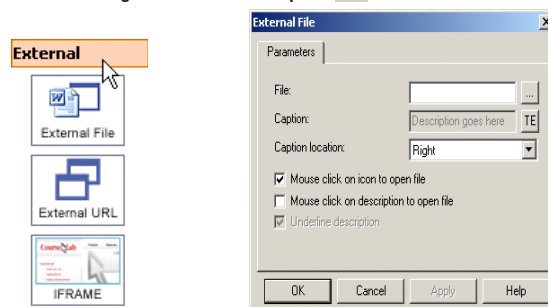 External
External File
External URL
CourseLab
IFRAME
External File
Parameters
File:
...
Caption:
Description goes here
TE
Caption location:
Right
Mouse click on icon to open file
Mouse click on description to open file
Underline description
OK
Cancel
Apply
Help